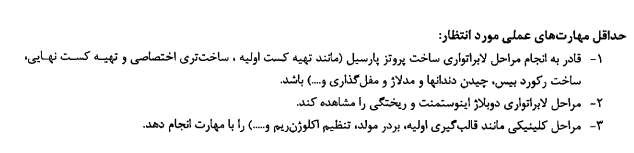 حداقل مهارت‌های عملی مورد انتظار:
۱- قادر به انجام مراحل لابراتواری ساخت پروتز پارسیل (مانند تهیه کست اولیه ، ساخت‌تری اختصاصی و تهیه کست نهایی،
ساخت رکورد بیس، چیدن دندانها و مدلاژ و مفل‌گذاری و....) باشد.
۲- مراحل لابراتواری دوبلاژ اینوستمنت و ریختگی را مشاهده کند.
۳- مراحل کلینیکی مانند قالب‌گیری اولیه، بردر مولد، تنظیم اکلوژن‌ریم و.....) را با مهارت انجام دهد.